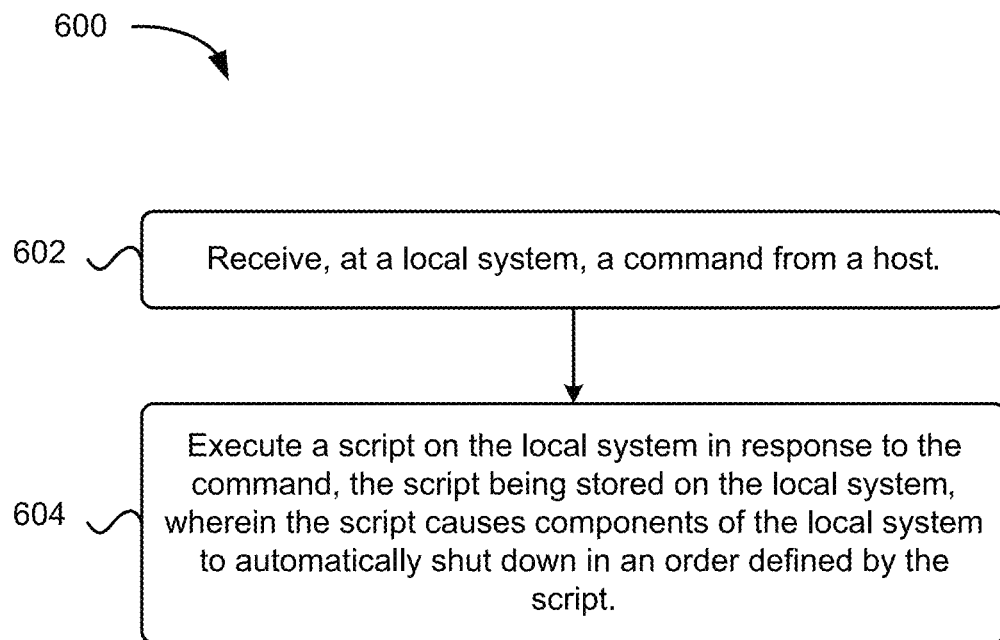 600
602
Receive, at a local system, a command from a host.
604
Execute a script on the local system in response to the
command, the script being stored on the local system,
wherein the script causes components of the local system
to automatically shut down in an order defined by the
script.